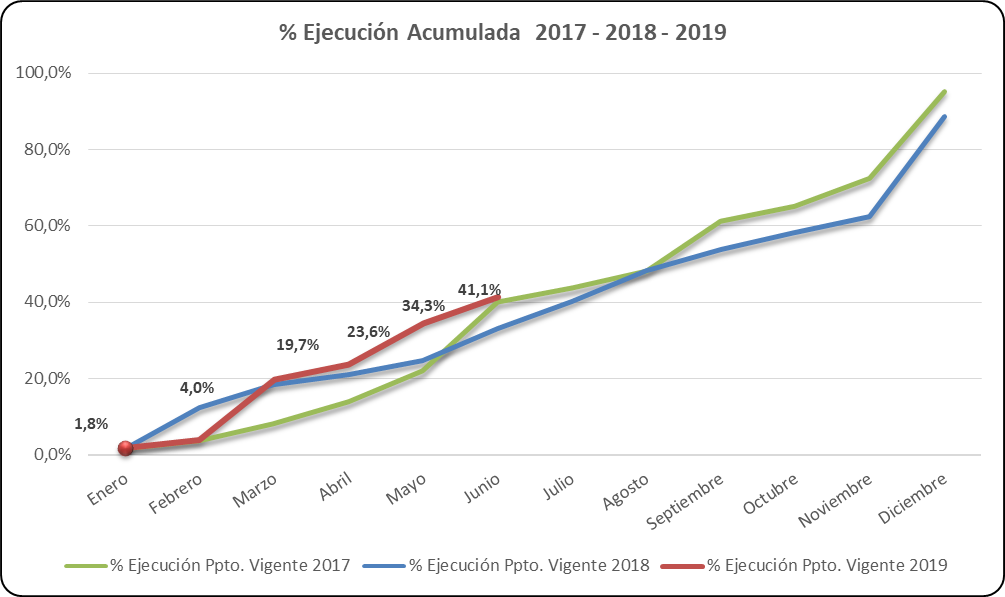 % Ejecución Acumulada 2017 - 2018 - 2019
100,0%
80,0%
60,0%
40,0%
20,0%
0,0%
1,8%
4,0%
19,7%
23,6%
34,3%
41,1%
Enero
Febrero
Marzo
Abril
Mayo
Junio
Julio
Agosto
Septiembre
Octubre
Noviembre
Diciembre
% Ejecución Ppto. Vigente 2017
% Ejecución Ppto. Vigente 2018
% Ejecución Ppto. Vigente 2019